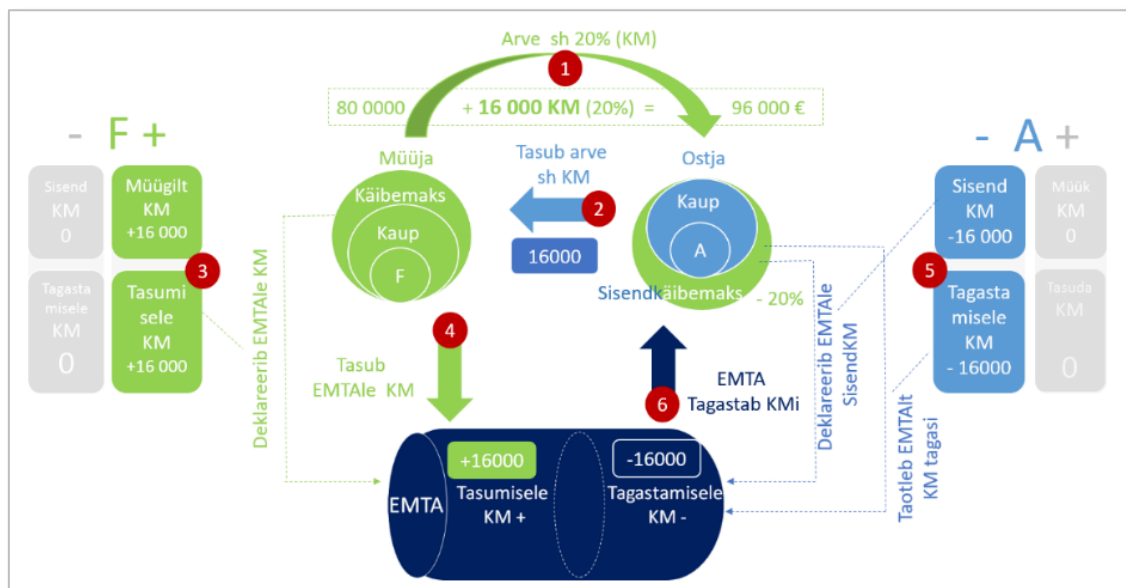 Arve sh 20% (KM)
1
80 0000 + 16 000 KM (20%) = 96 000 €
- F +
Sisend
KM
0
Müügilt
KM
+16 000
3
Tagasta
misele
KM
0
Tasumi
sele
KM
+16 000
Deklareerib EMTAle KM
Müüja
Käibemaks
Kaup
F
Tasub arve
sh KM
2
16000
Ostja
Kaup
A
Sisendkäibemaks
- 20%
4
Tasub
EMTAle KM
EMTA
Tagastab KMi
6
Deklareerib EMTAle
SisendKM
Taotleb EMTAlt
KM tagasi
- A +
Sisend
KM
-16 000
Müük
KM
0
5
Tagasta
misele
KM
- 16000
Tasuda
KM
0
EMTA
+16000
Tasumisele
KM +
-16000
Tagastamisele
KM -